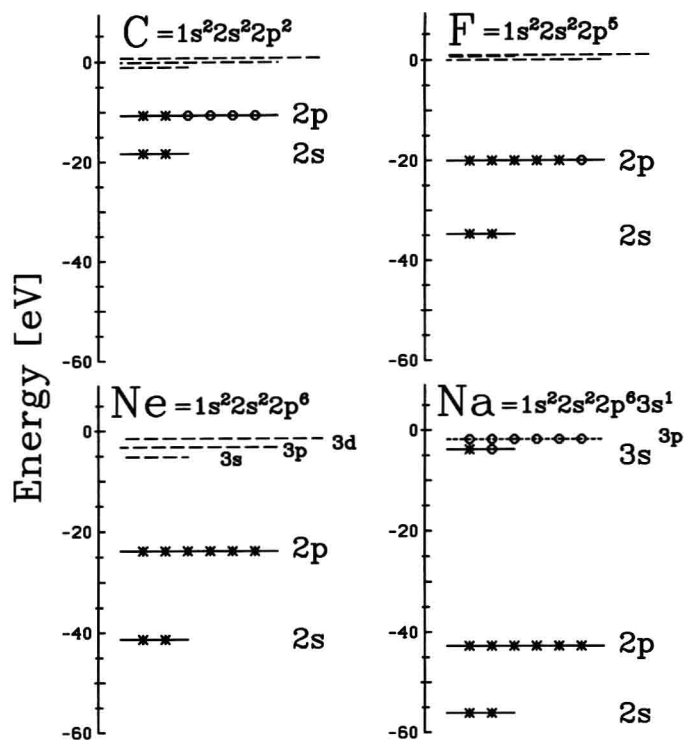 Energy [eV]
C = 1s²2s²2p²
0
-20
-40
-60
2p
2s
F = 1s²2s²2p⁵
0
-20
-40
-60
2p
2s
Ne = 1s²2s²2p⁶
0
-20
-40
-60
3d
3p
3s
2p
2s
Na = 1s²2s²2p⁶3s¹
0
-20
-40
-60
3p
3s
2p
2s